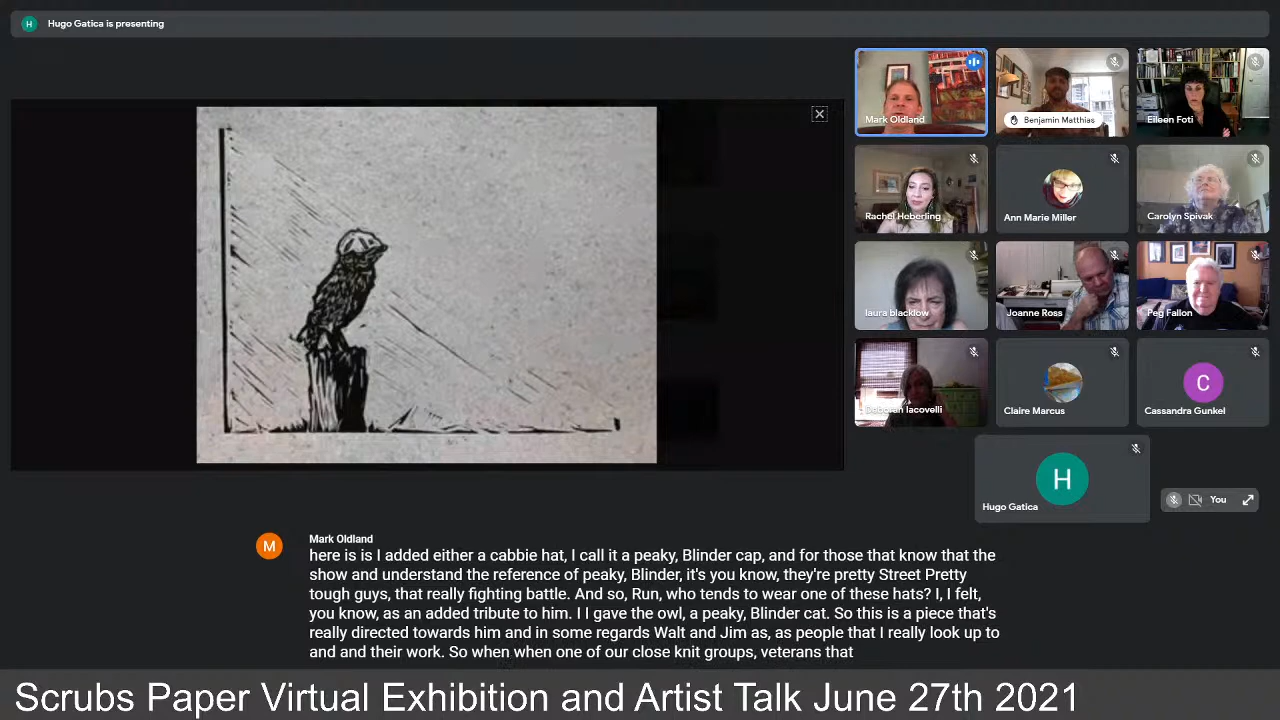 H
Hugo Gatica is presenting
Mark Oldland
Benjamin Matthias
Eileen Foti
Rachel Heberling
Ann Marie Miller
Carolyn Spivak
laura blacklow
Joanne Ross
Peg Fallon
Deborah Iacovelli
Claire Marcus
C
Cassandra Gunkel
H
Hugo Gatica
You
M
Mark Oldland
here is is I added either a cabbie hat, I call it a peaky, Blinder cap, and for those that know that the
show and understand the reference of peaky, Blinder, it's you know, they're pretty Street Pretty
tough guys, that really fighting battle. And so, Run, who tends to wear one of these hats? I, I felt,
you know, as an added tribute to him. I I gave the owl, a peaky, Blinder cat. So this is a piece that's
really directed towards him and in some regards Walt and Jim as, as people that I really look up to
and and their work. So when when one of our close knit groups, veterans that
Scrubs Paper Virtual Exhibition and Artist Talk June 27th 2021